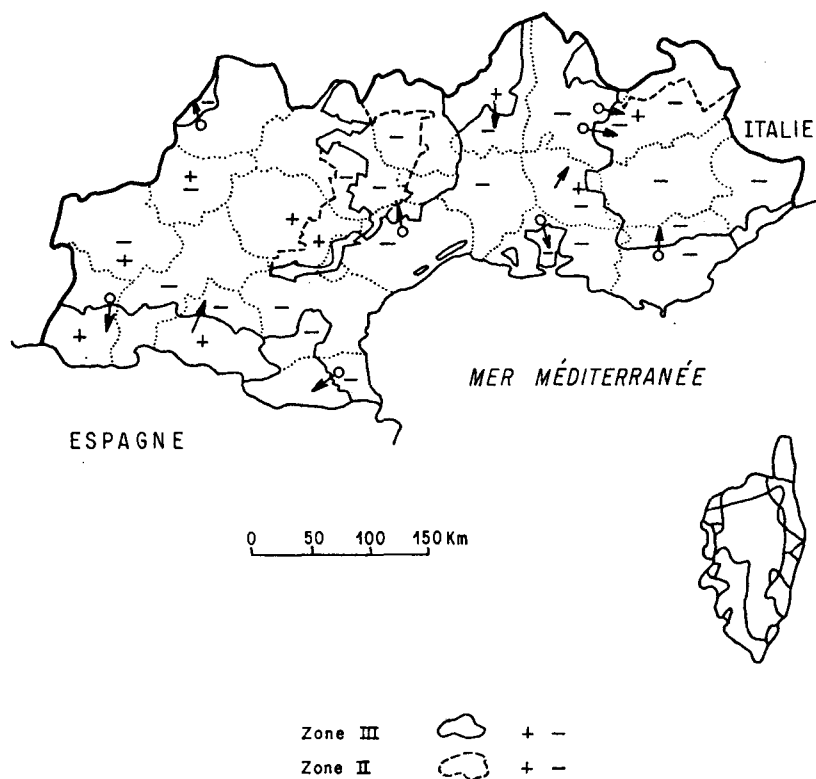 ITALIE
MER MÉDITERRANÉE
ESPAGNE
0 50 100 150 Km
Zone III + −
Zone II + −